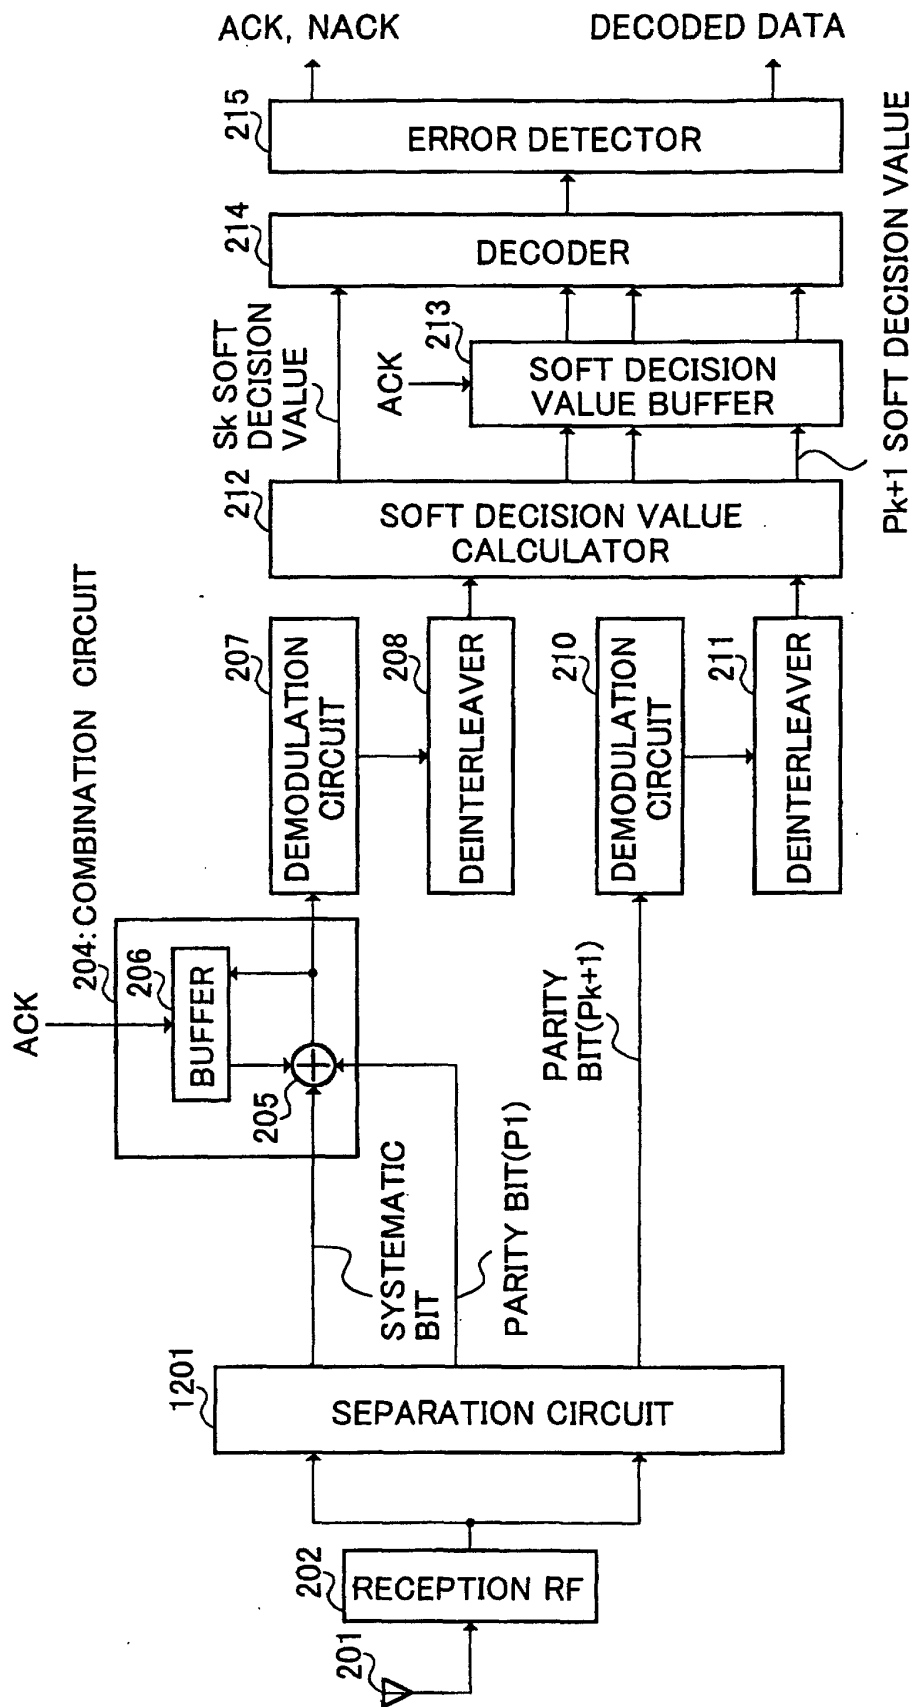 201
202
RECEPTION RF
1201
SEPARATION CIRCUIT
SYSTEMATIC
BIT
PARITY BIT(P1)
PARITY
BIT(Pk+1)
ACK
204: COMBINATION CIRCUIT
206
BUFFER
205
207
DEMODULATION
CIRCUIT
208
DEINTERLEAVER
210
DEMODULATION
CIRCUIT
211
DEINTERLEAVER
212
SOFT DECISION VALUE
CALCULATOR
Sk SOFT
DECISION
VALUE
ACK
213
SOFT DECISION
VALUE BUFFER
Pk+1 SOFT DECISION VALUE
214
DECODER
215
ERROR DETECTOR
ACK, NACK
DECODED DATA